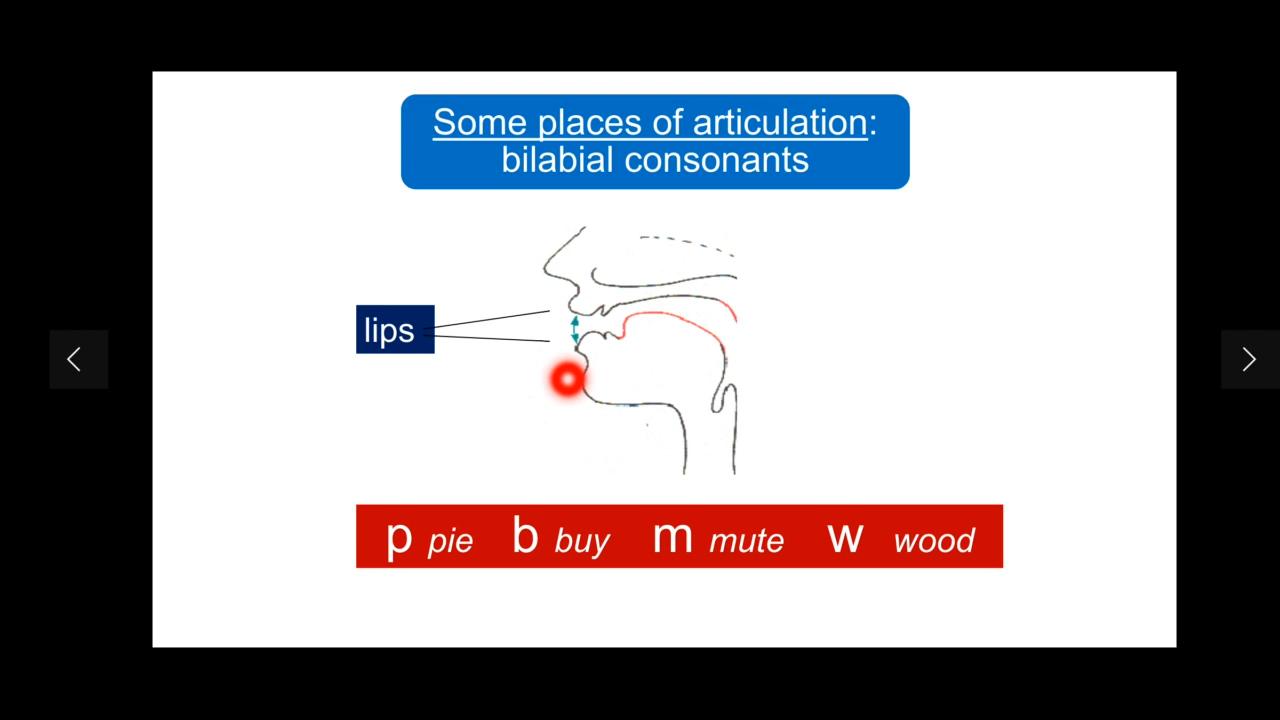 Some places of articulation:
bilabial consonants
lips
p pie b buy m mute w wood